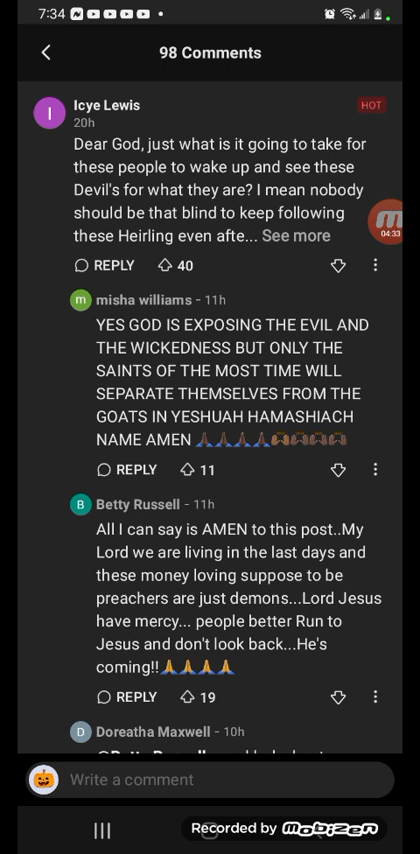 7:34
98 Comments
I
Icye Lewis
HOT
20h
Dear God, just what is it going to take for
these people to wake up and see these
Devil's for what they are? I mean nobody
should be that blind to keep following
these Heirling even afte... See more
04:33
REPLY 40
m misha williams - 11h
YES GOD IS EXPOSING THE EVIL AND
THE WICKEDNESS BUT ONLY THE
SAINTS OF THE MOST TIME WILL
SEPARATE THEMSELVES FROM THE
GOATS IN YESHUAH HAMASHIACH
NAME AMEN 🙏🏿🙏🏿🙏🏿🙏🏿🙌🏾🙌🏾🙌🏾🙌🏾
REPLY 11
B Betty Russell - 11h
All I can say is AMEN to this post..My
Lord we are living in the last days and
these money loving suppose to be
preachers are just demons...Lord Jesus
have mercy... people better Run to
Jesus and don't look back...He's
coming!!🙏🙏🙏🙏
REPLY 19
D Doreatha Maxwell - 10h
Write a comment
Recorded by mobizen